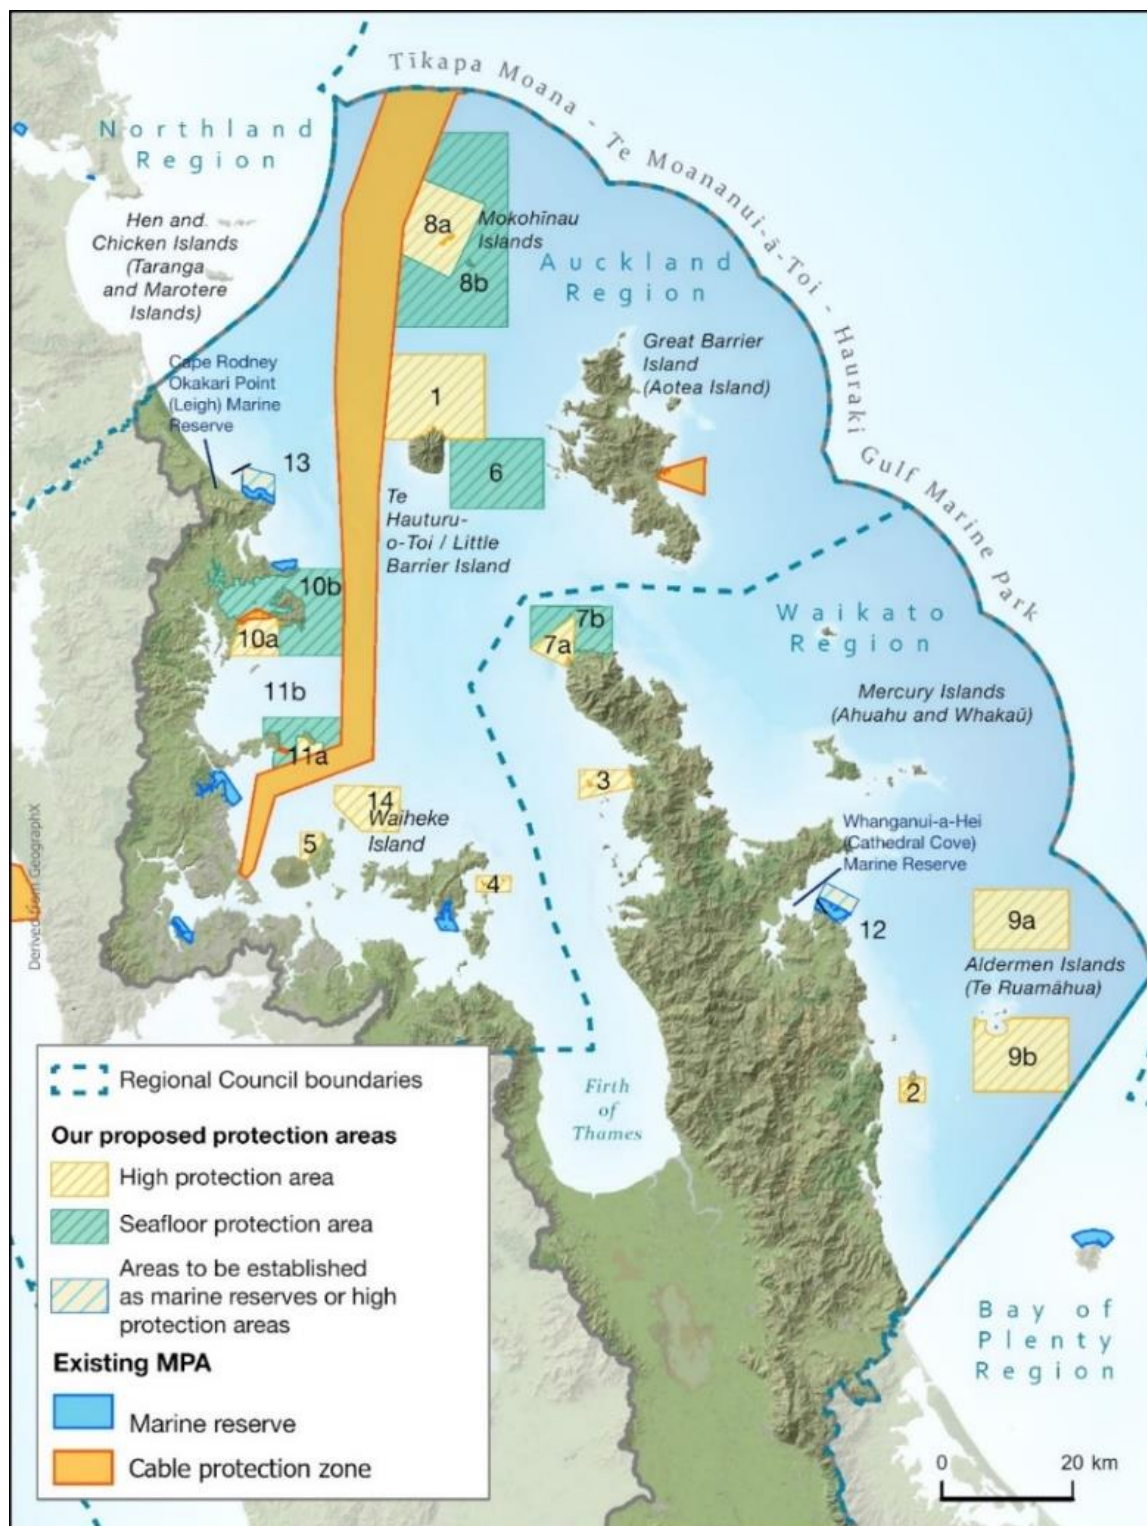 Tīkapa Moana - Te Moananui-ā-Toi - Hauraki Gulf Marine Park
Northland
Region
Hen and
Chicken Islands
(Taranga
and Marotere
Islands)
8a
Mokohīnau
Islands
8b
Auckland
Region
Great Barrier
Island
(Aotea Island)
Cape Rodney
Okakari Point
(Leigh) Marine
Reserve
1
13
6
Te
Hauturu-
o-Toi / Little
Barrier Island
10b
10a
7b
7a
Waikato
Region
11b
11a
Mercury Islands
(Ahuahu and Whakaū)
3
14
Waiheke
Island
5
4
Whanganui-a-Hei
(Cathedral Cove)
Marine Reserve
12
9a
Aldermen Islands
(Te Ruamāhua)
9b
2
Derived from GeographX
Firth
of
Thames
Regional Council boundaries
Our proposed protection areas
High protection area
Seafloor protection area
Areas to be established
as marine reserves or high
protection areas
Existing MPA
Marine reserve
Cable protection zone
Bay of
Plenty
Region
0 20 km